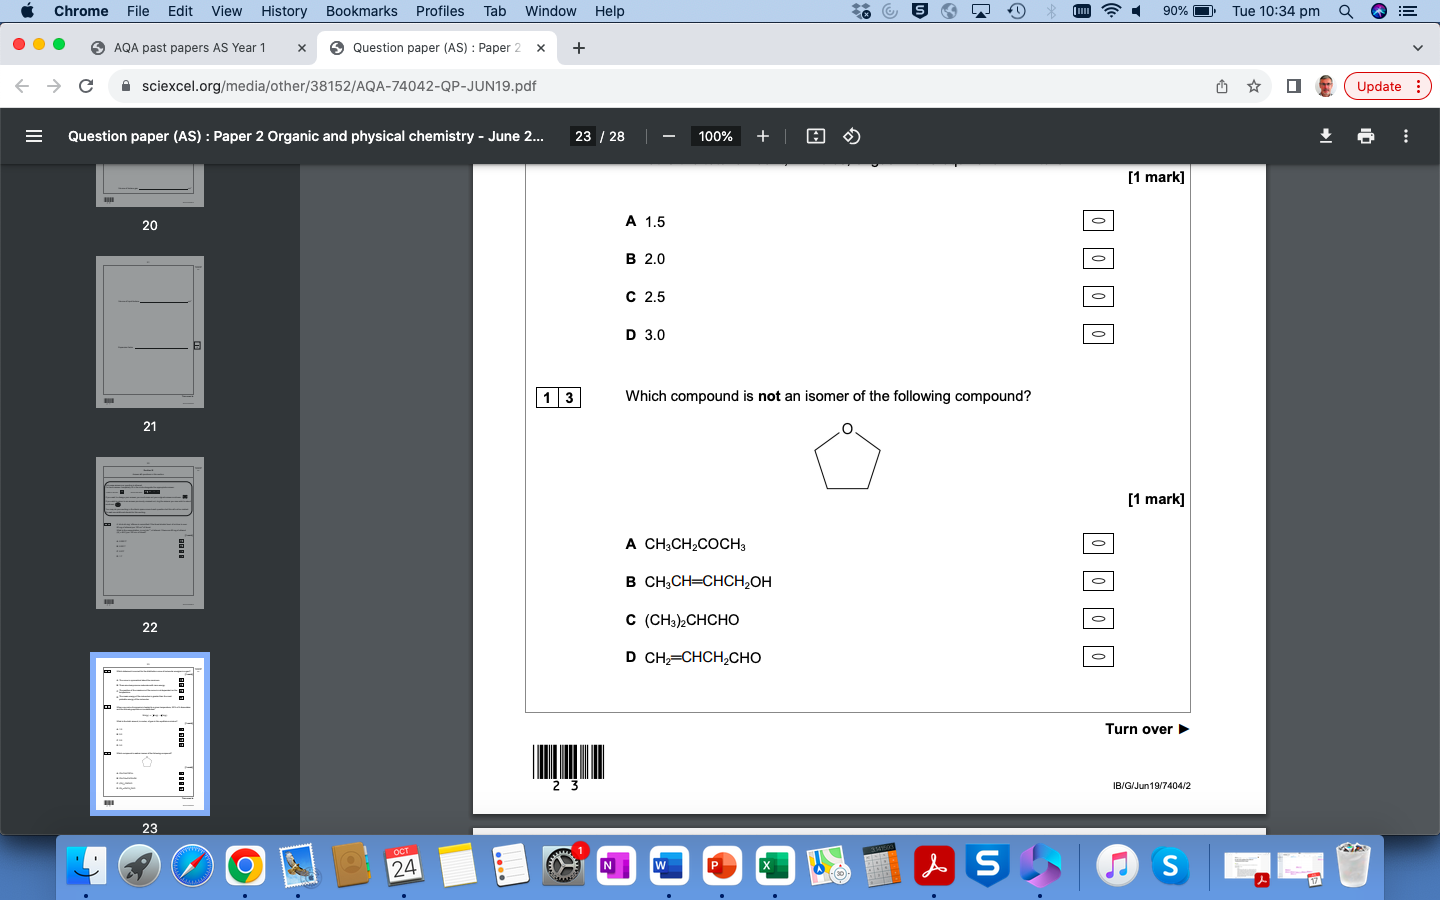 Chrome File Edit View History Bookmarks Profiles Tab Window Help 90% Tue 10:34 pm
AQA past papers AS Year 1 Question paper (AS) : Paper 2
sciexcel.org/media/other/38152/AQA-74042-QP-JUN19.pdf Update
Question paper (AS) : Paper 2 Organic and physical chemistry - June 2... 23 / 28 100%
20
21
22
23
[1 mark]
A 1.5
B 2.0
C 2.5
D 3.0
1 3 Which compound is not an isomer of the following compound?
O
[1 mark]
A CH₃CH₂COCH₃
B CH₃CH=CHCH₂OH
C (CH₃)₂CHCHO
D CH₂=CHCH₂CHO
Turn over ►
2 3
IB/G/Jun19/7404/2
OCT
24
1
N W P X
3D
S
S
17